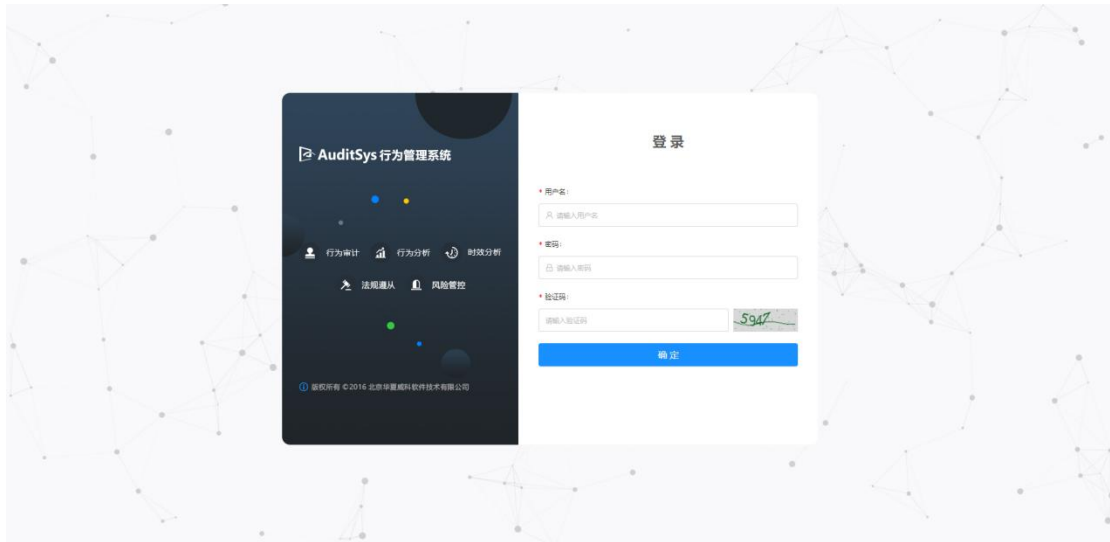 AuditSys 行为管理系统
行为审计 行为分析 时效分析
法规遵从 风险管控
版权所有 ©2016 北京华夏威科软件技术有限公司
登录
* 用户名:
请输入用户名
* 密码:
请输入密码
* 验证码:
请输入验证码
5947
确定